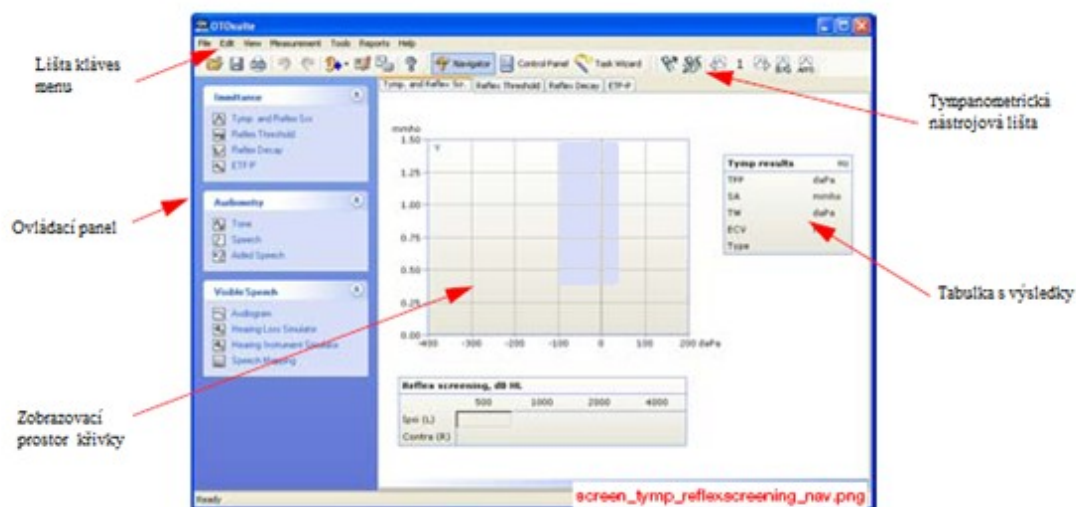 OTOsuite
File Edit View Measurement Tools Reports Help
Lišta kláves
menu
Navigator Control Panel Task Wizard 1
Tymp. and Reflex Scr. Reflex Threshold Reflex Decay ETF-P
Tympanometrická
nástrojová lišta
Immittance
Tymp. and Reflex Scr.
Reflex Threshold
Reflex Decay
ETF-P
Ovládací panel
Audiometry
Tone
Speech
Aided Speech
Visible Speech
Audiogram
Hearing Loss Simulator
Hearing Instrument Simulator
Speech Mapping
mmho
1.50
Y
1.25
1.00
0.75
0.50
0.25
0.00
-400 -300 -200 -100 0 100 200 daPa
Tymp results Hz
TPP daPa
SA mmho
TW daPa
ECV
Type
Tabulka s výsledky
Zobrazovací
prostor křivky
Reflex screening, dB HL
500 1000 2000 4000
Ipsi (L)
Contra (R)
Ready
screen_tymp_reflexscreening_nav.png